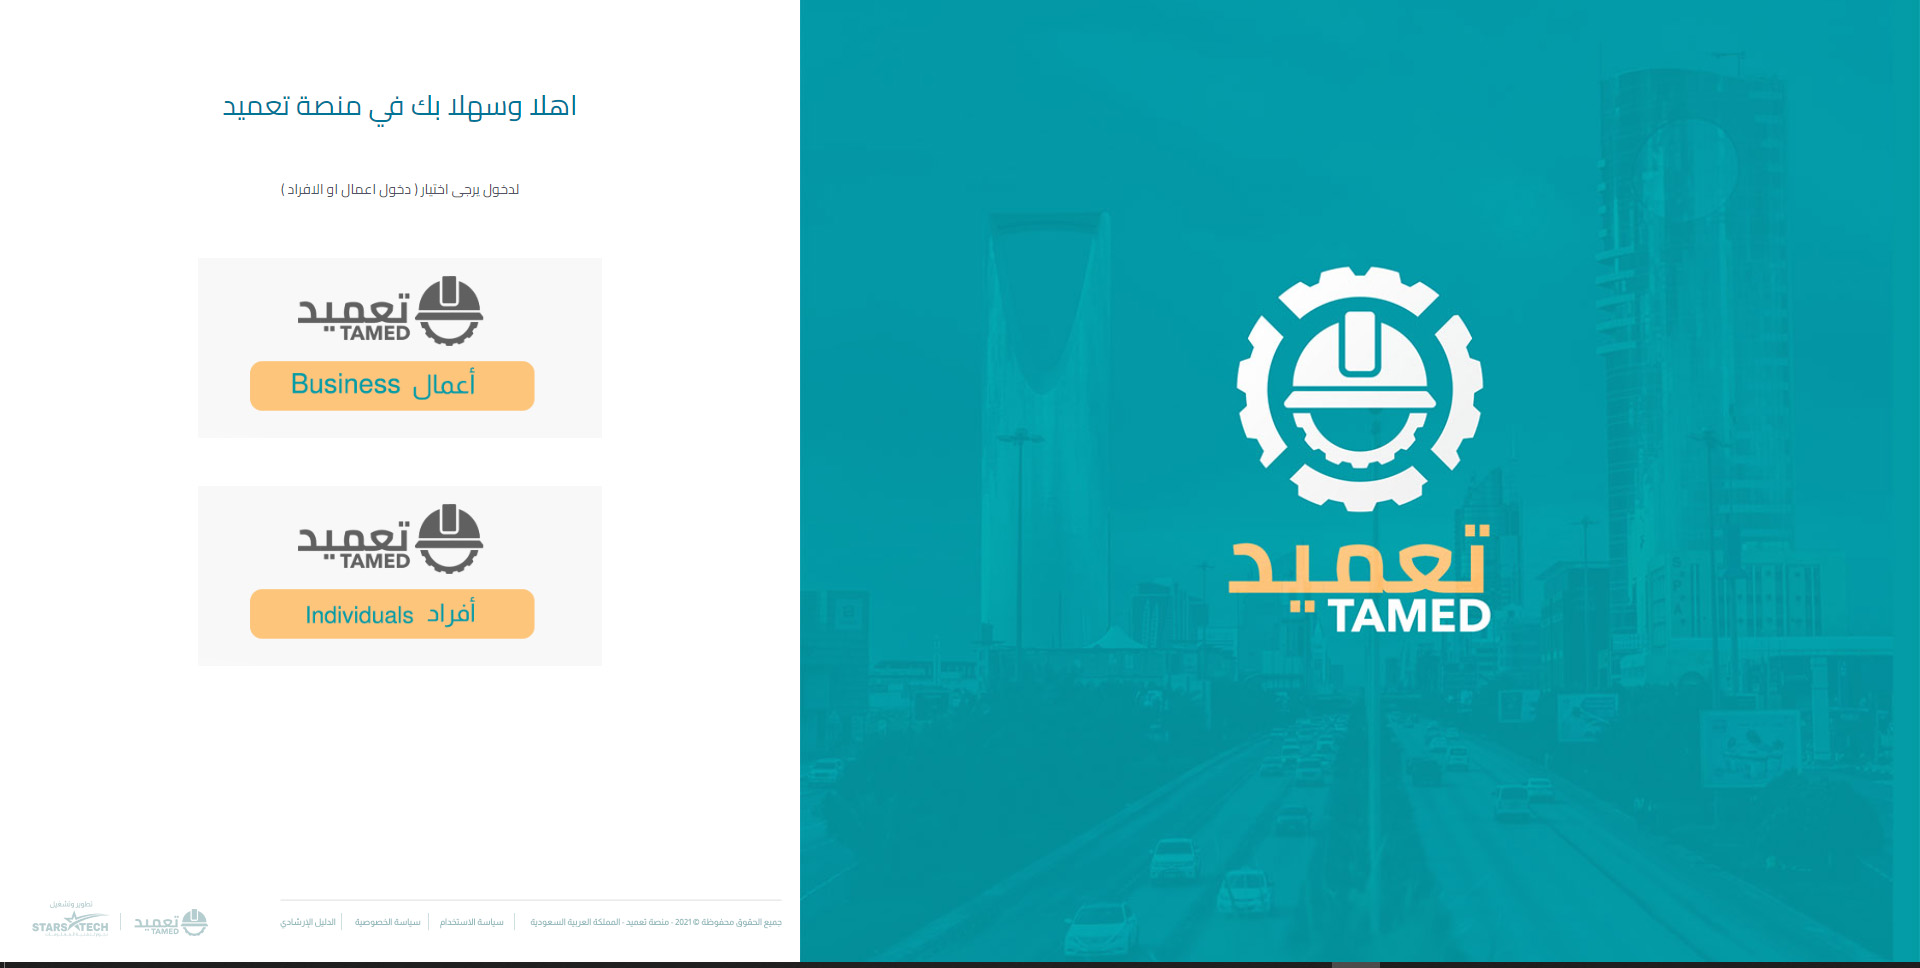 اهلا وسهلا بك في منصة تعميد
لدخول يرجى اختيار ( دخول اعمال او الافراد )
تعميد
TAMED
أعمال Business
تعميد
TAMED
أفراد Individuals
تعميد
TAMED
جميع الحقوق محفوظة © 2021 - منصة تعميد - المملكة العربية السعودية
سياسة الاستخدام
سياسة الخصوصية
الدليل الإرشادي
تعميد
TAMED
تطوير وتشغيل
STARS TECH